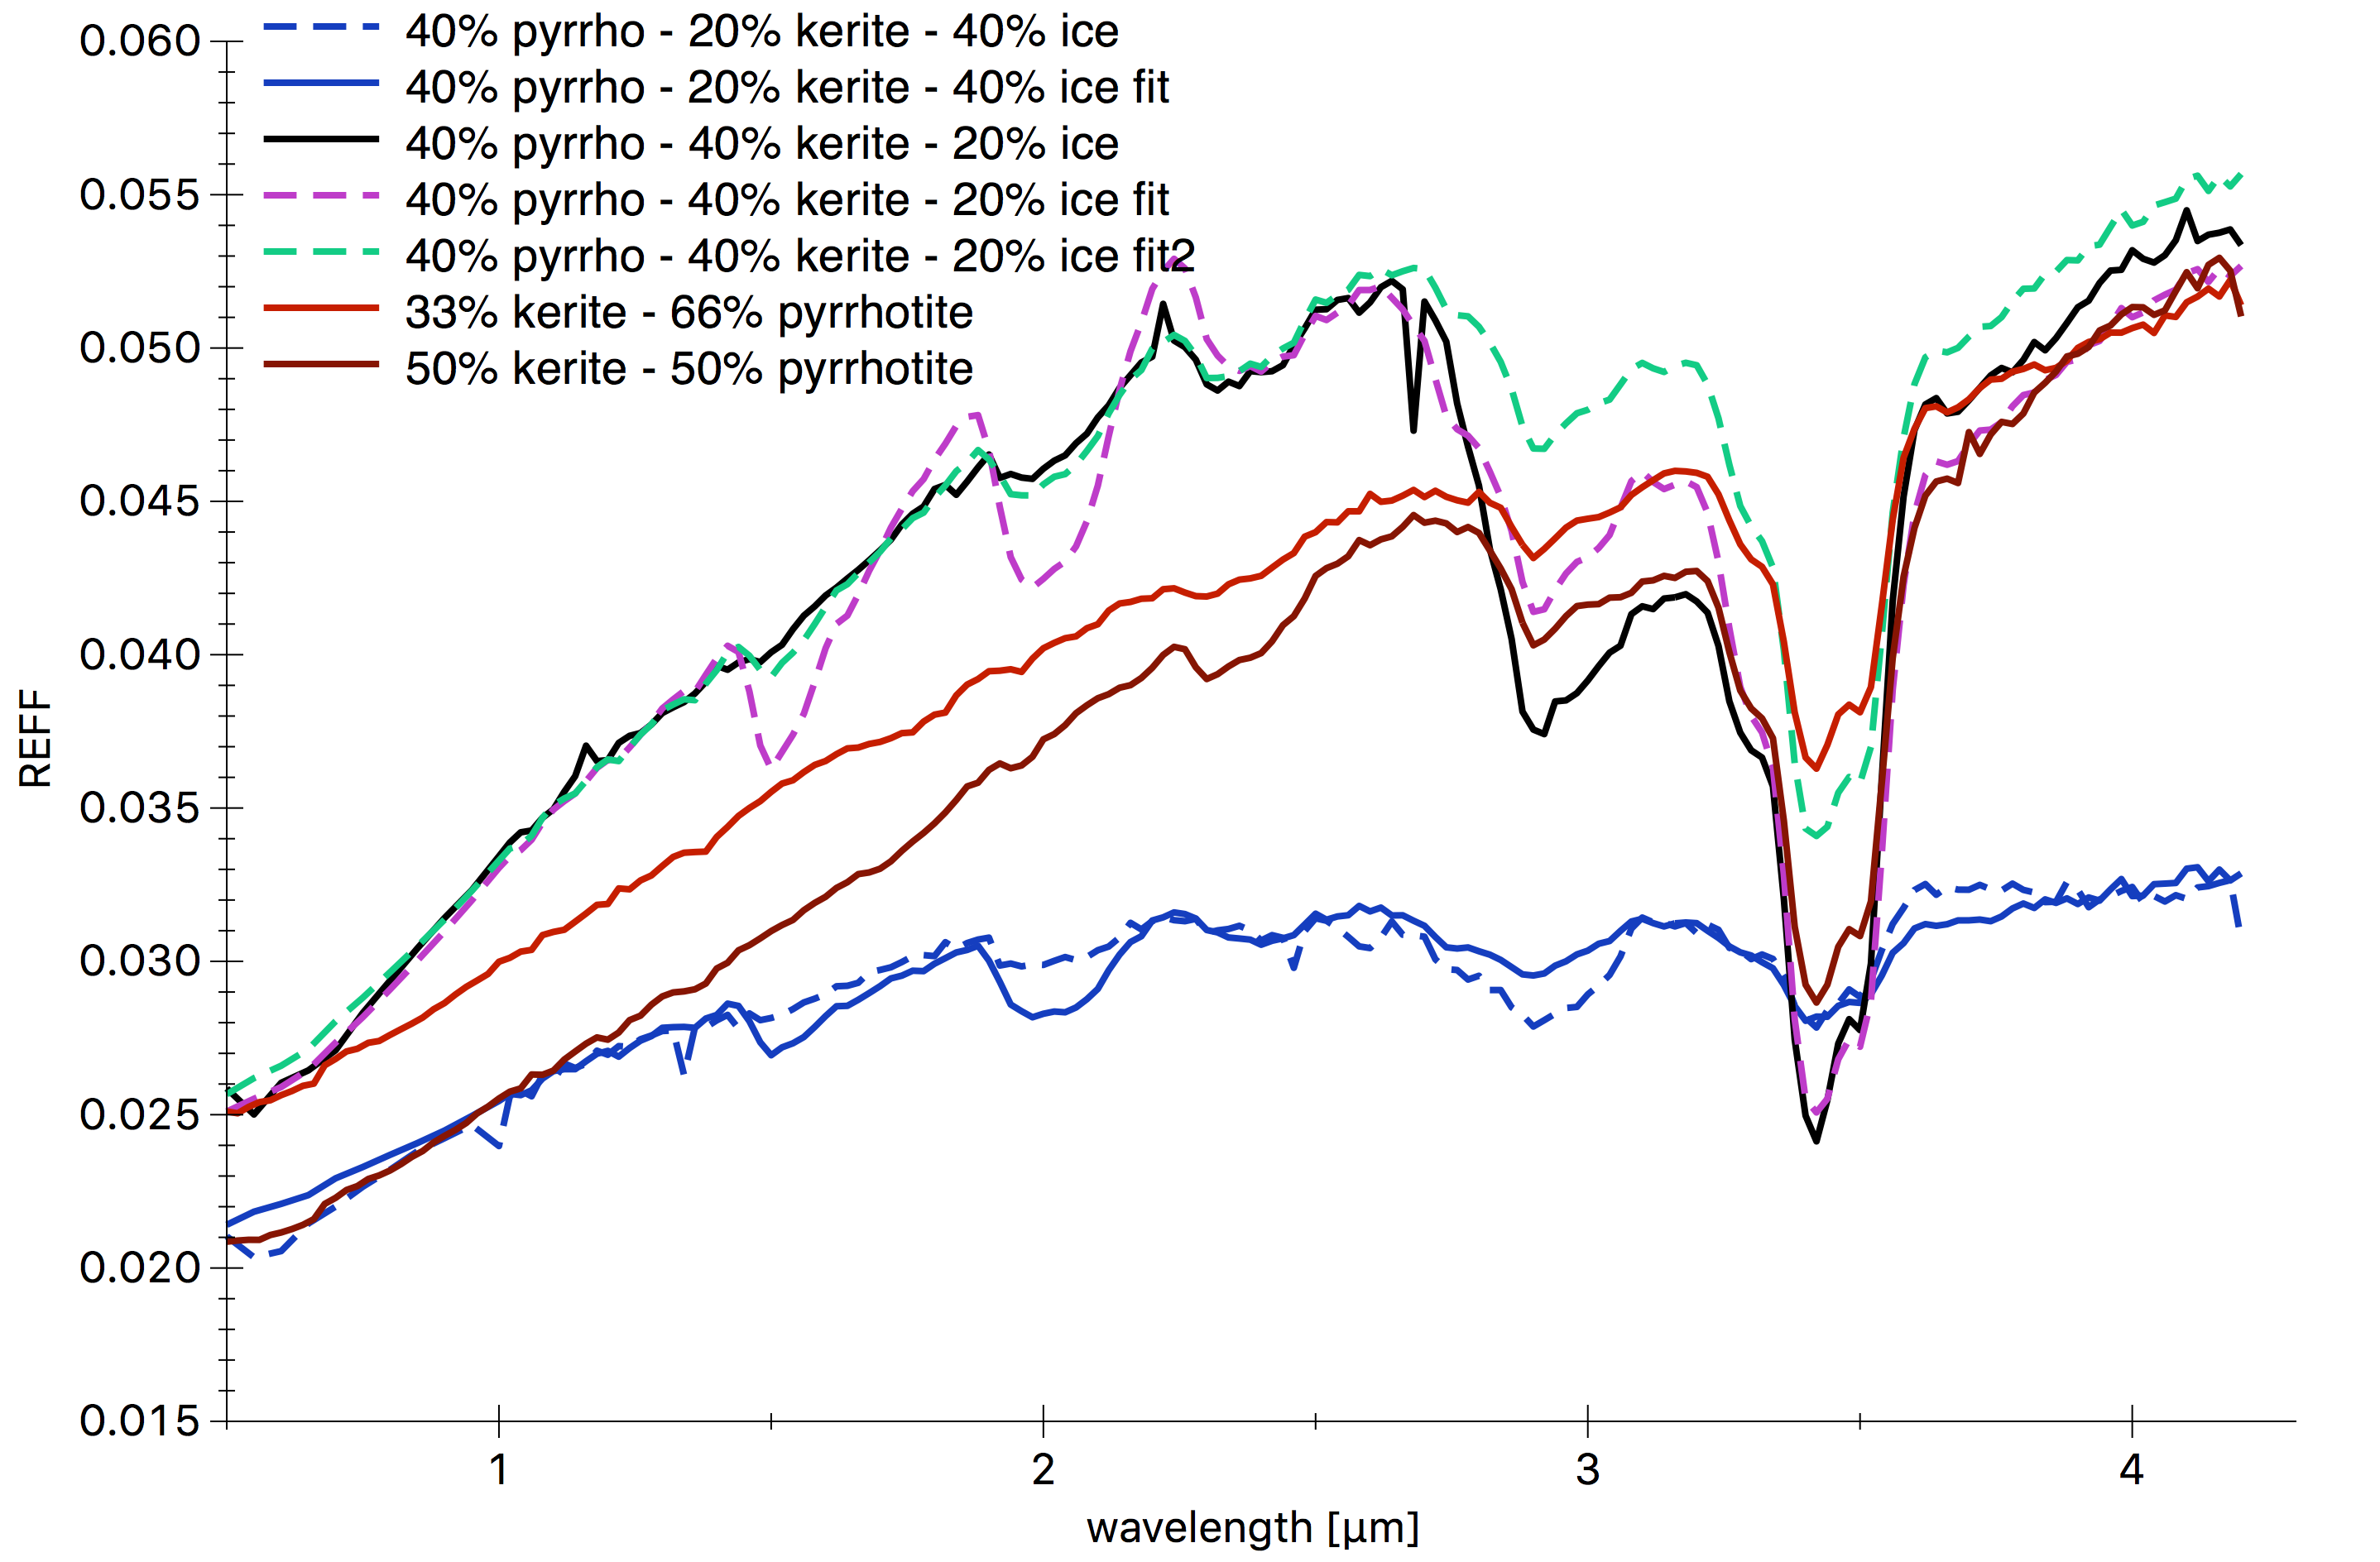 40% pyrrho - 20% kerite - 40% ice
40% pyrrho - 20% kerite - 40% ice fit
40% pyrrho - 40% kerite - 20% ice
40% pyrrho - 40% kerite - 20% ice fit
40% pyrrho - 40% kerite - 20% ice fit2
33% kerite - 66% pyrrhotite
50% kerite - 50% pyrrhotite
0.060
0.055
0.050
0.045
0.040
0.035
0.030
0.025
0.020
0.015
REFF
1 2 3 4
wavelength [µm]